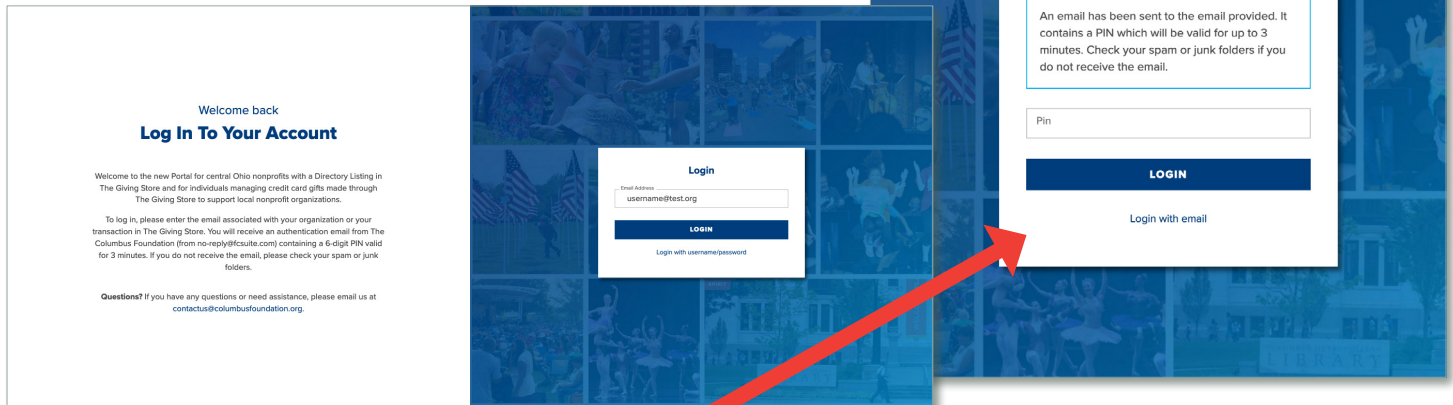 Welcome back
Log In To Your Account
Welcome to the new Portal for central Ohio nonprofits with a Directory Listing in
The Giving Store and for individuals managing credit card gifts made through
The Giving Store to support local nonprofit organizations.
To log in, please enter the email associated with your organization or your
transaction in The Giving Store. You will receive an authentication email from The
Columbus Foundation (from no-reply@fcsuite.com) containing a 6-digit PIN valid
for 3 minutes. If you do not receive the email, please check your spam or junk
folders.
Questions? If you have any questions or need assistance, please email us at
contactus@columbusfoundation.org.
Login
Email Address
username@test.org
LOGIN
Login with username/password
An email has been sent to the email provided. It
contains a PIN which will be valid for up to 3
minutes. Check your spam or junk folders if you
do not receive the email.
Pin
LOGIN
Login with email
LIBRARY